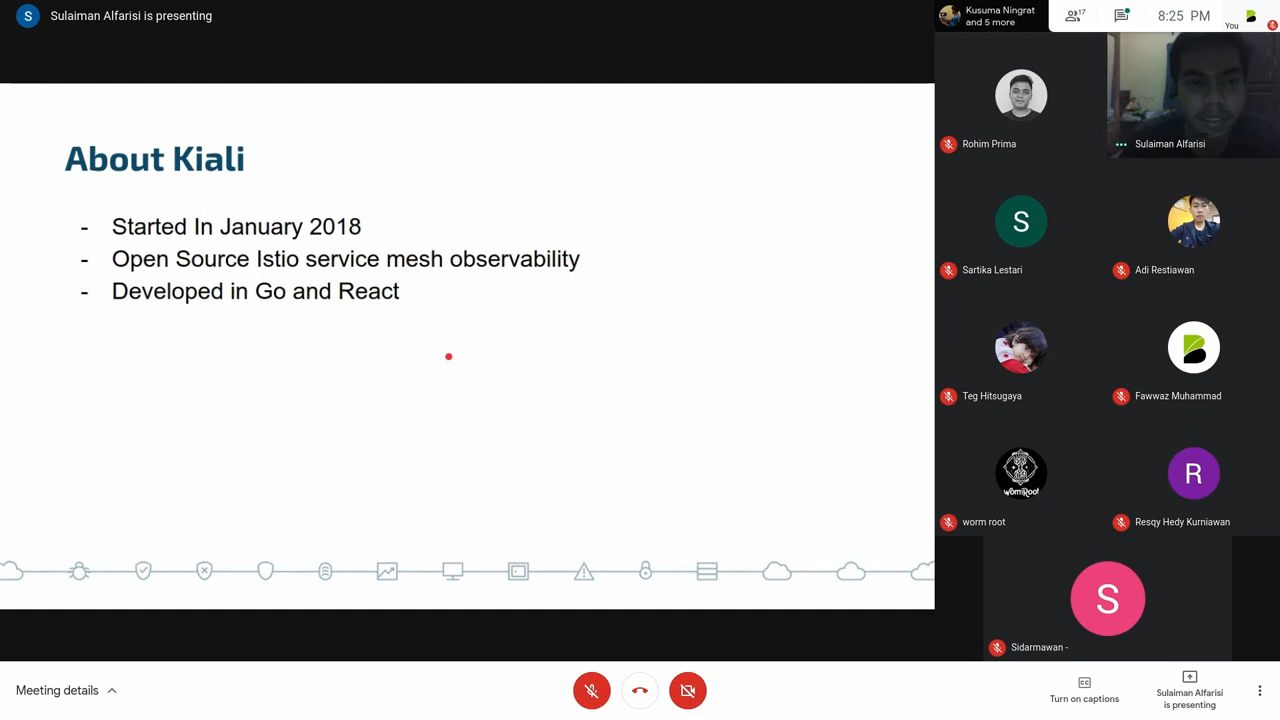 S
Sulaiman Alfarisi is presenting
Kusuma Ningrat
and 5 more
17
8:25 PM
You
About Kiali
- Started In January 2018
- Open Source Istio service mesh observability
- Developed in Go and React
Rohim Prima
Sulaiman Alfarisi
S
Sartika Lestari
Adi Restiawan
Teg Hitsugaya
Fawwaz Muhammad
wormRoot
worm root
R
Resqy Hedy Kurniawan
S
Sidarmawan -
Meeting details
CC
Turn on captions
Sulaiman Alfarisi
is presenting